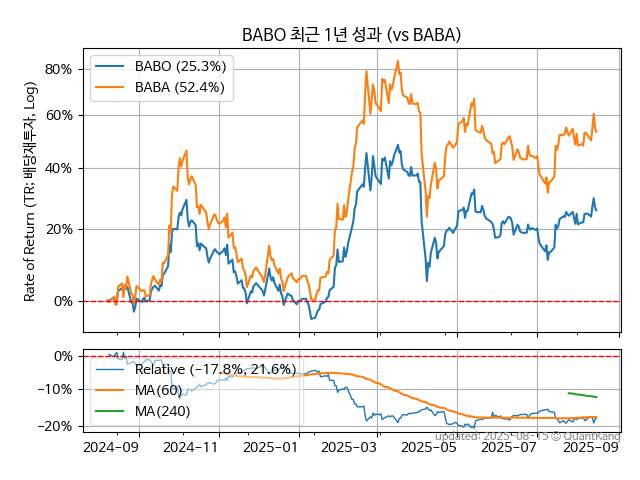 BABO 최근 1년 성과 (vs BABA)
Rate of Return (TR: 배당재투자, Log)
80%
60%
40%
20%
0%
BABO (25.3%)
BABA (52.4%)
0%
−10%
−20%
Relative (−17.8%, 21.6%)
MA(60)
MA(240)
updated: 2025-08-15 © QuantKang
2024-09 2024-11 2025-01 2025-03 2025-05 2025-07 2025-09